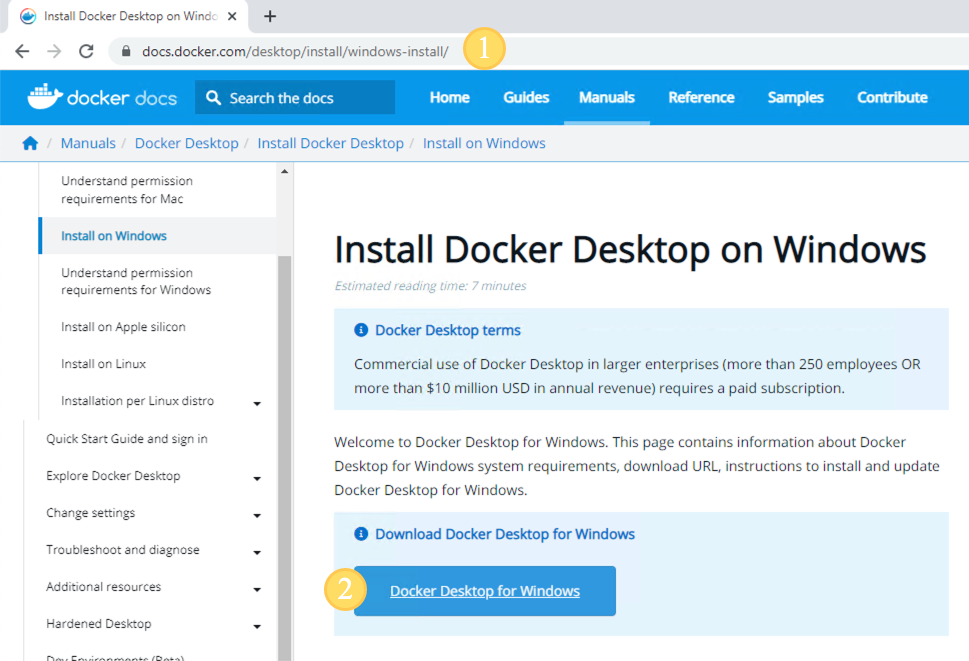 Install Docker Desktop on Windo
docs.docker.com/desktop/install/windows-install/
1
docker docs
Search the docs
Home Guides Manuals Reference Samples Contribute
/ Manuals / Docker Desktop / Install Docker Desktop / Install on Windows
Understand permission
requirements for Mac
Install on Windows
Understand permission
requirements for Windows
Install on Apple silicon
Install on Linux
Installation per Linux distro
Quick Start Guide and sign in
Explore Docker Desktop
Change settings
Troubleshoot and diagnose
Additional resources
Hardened Desktop
Dev Environments (Beta)
Install Docker Desktop on Windows
Estimated reading time: 7 minutes
Docker Desktop terms
Commercial use of Docker Desktop in larger enterprises (more than 250 employees OR
more than $10 million USD in annual revenue) requires a paid subscription.
Welcome to Docker Desktop for Windows. This page contains information about Docker
Desktop for Windows system requirements, download URL, instructions to install and update
Docker Desktop for Windows.
Download Docker Desktop for Windows
2
Docker Desktop for Windows